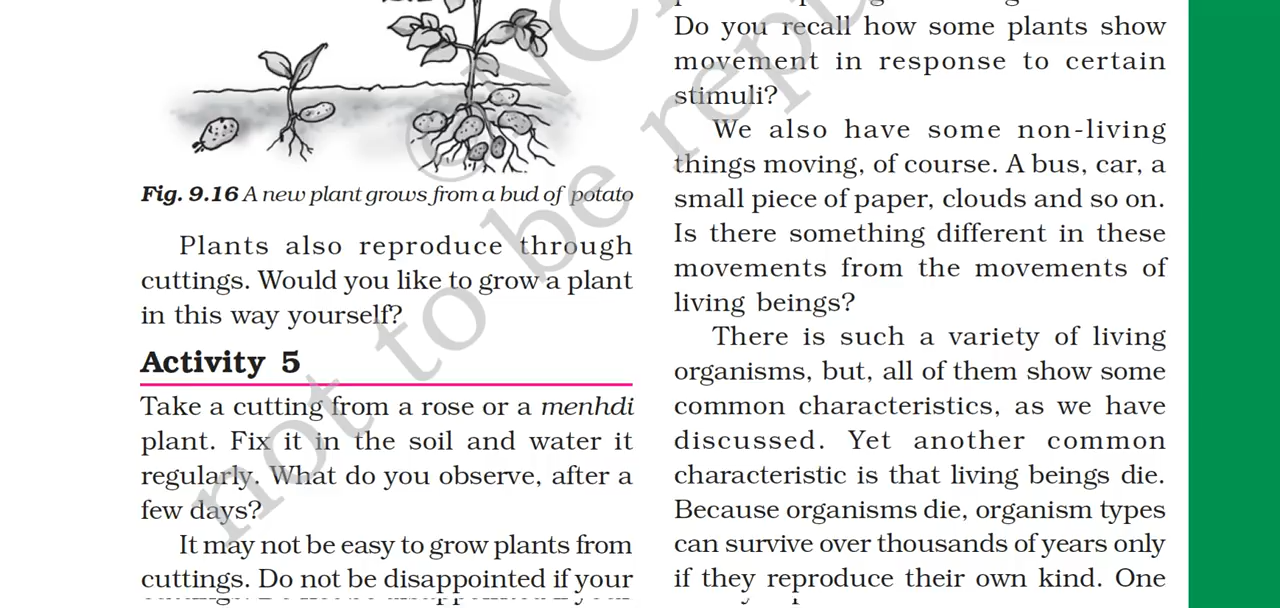 Fig. 9.16 A new plant grows from a bud of potato
Plants also reproduce through
cuttings. Would you like to grow a plant
in this way yourself?
Activity 5
Take a cutting from a rose or a menhdi
plant. Fix it in the soil and water it
regularly. What do you observe, after a
few days?
It may not be easy to grow plants from
cuttings. Do not be disappointed if your
Do you recall how some plants show
movement in response to certain
stimuli?
We also have some non-living
things moving, of course. A bus, car, a
small piece of paper, clouds and so on.
Is there something different in these
movements from the movements of
living beings?
There is such a variety of living
organisms, but, all of them show some
common characteristics, as we have
discussed. Yet another common
characteristic is that living beings die.
Because organisms die, organism types
can survive over thousands of years only
if they reproduce their own kind. One
not to be